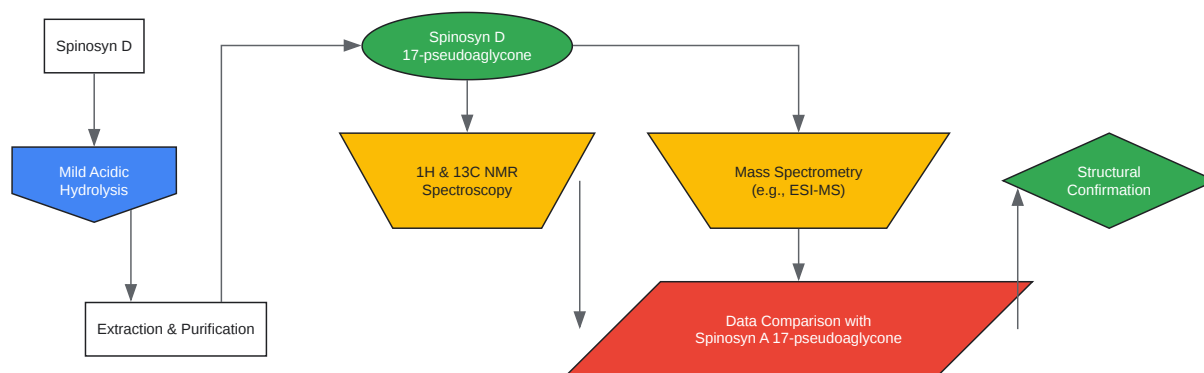 Spinosyn D
Mild Acidic
Hydrolysis
Extraction & Purification
Spinosyn D
17-pseudoaglycone
1H & 13C NMR
Spectroscopy
Mass Spectrometry
(e.g., ESI-MS)
Data Comparison with
Spinosyn A 17-pseudoaglycone
Structural
Confirmation